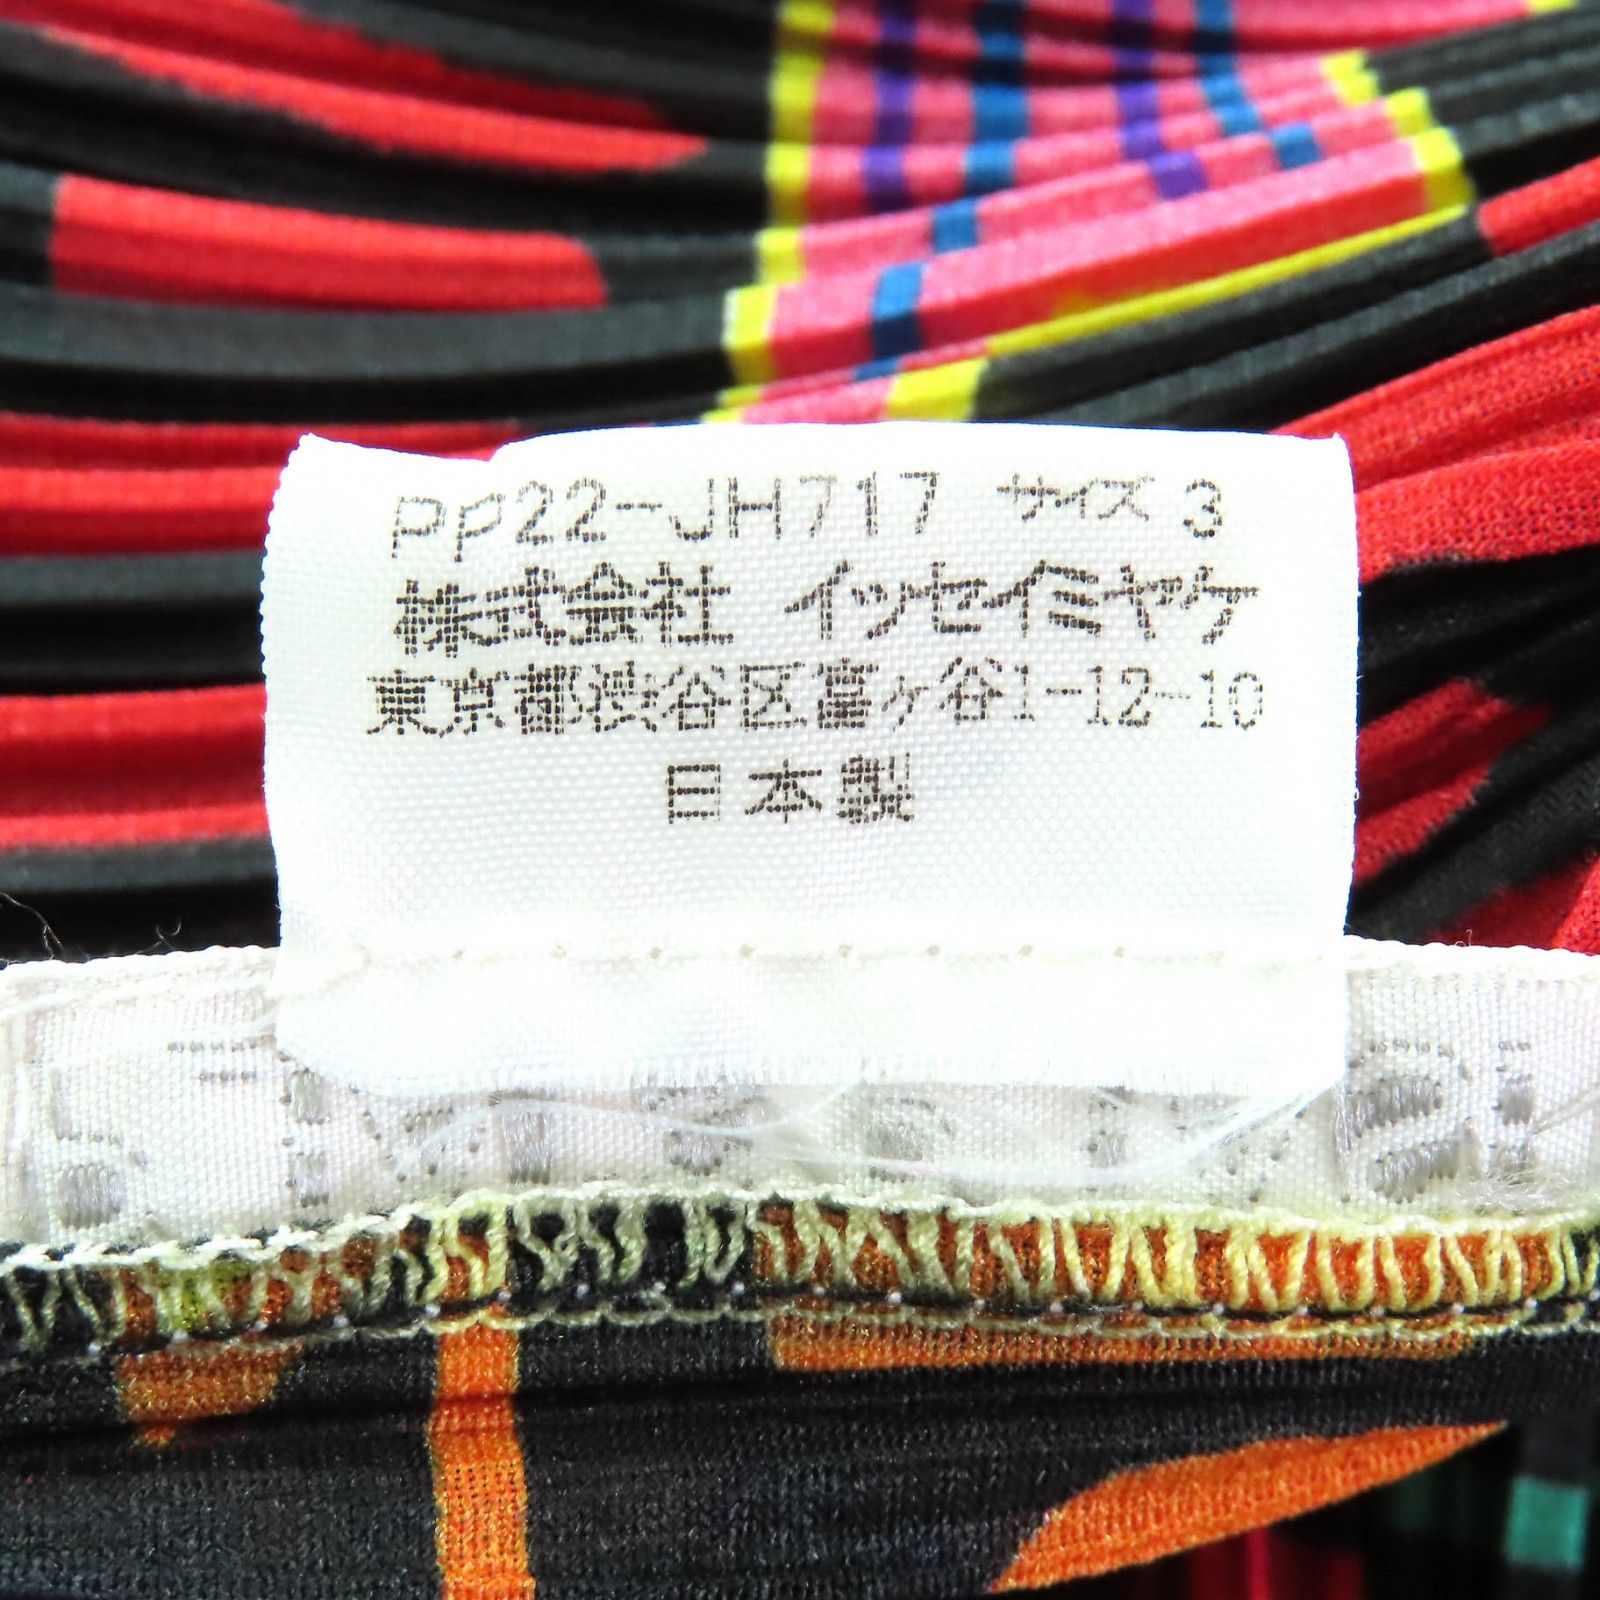 PP22-JH717 サイズ 3
株式会社 イッセイミヤケ
東京都渋谷区富ヶ谷1-12-10
日本製